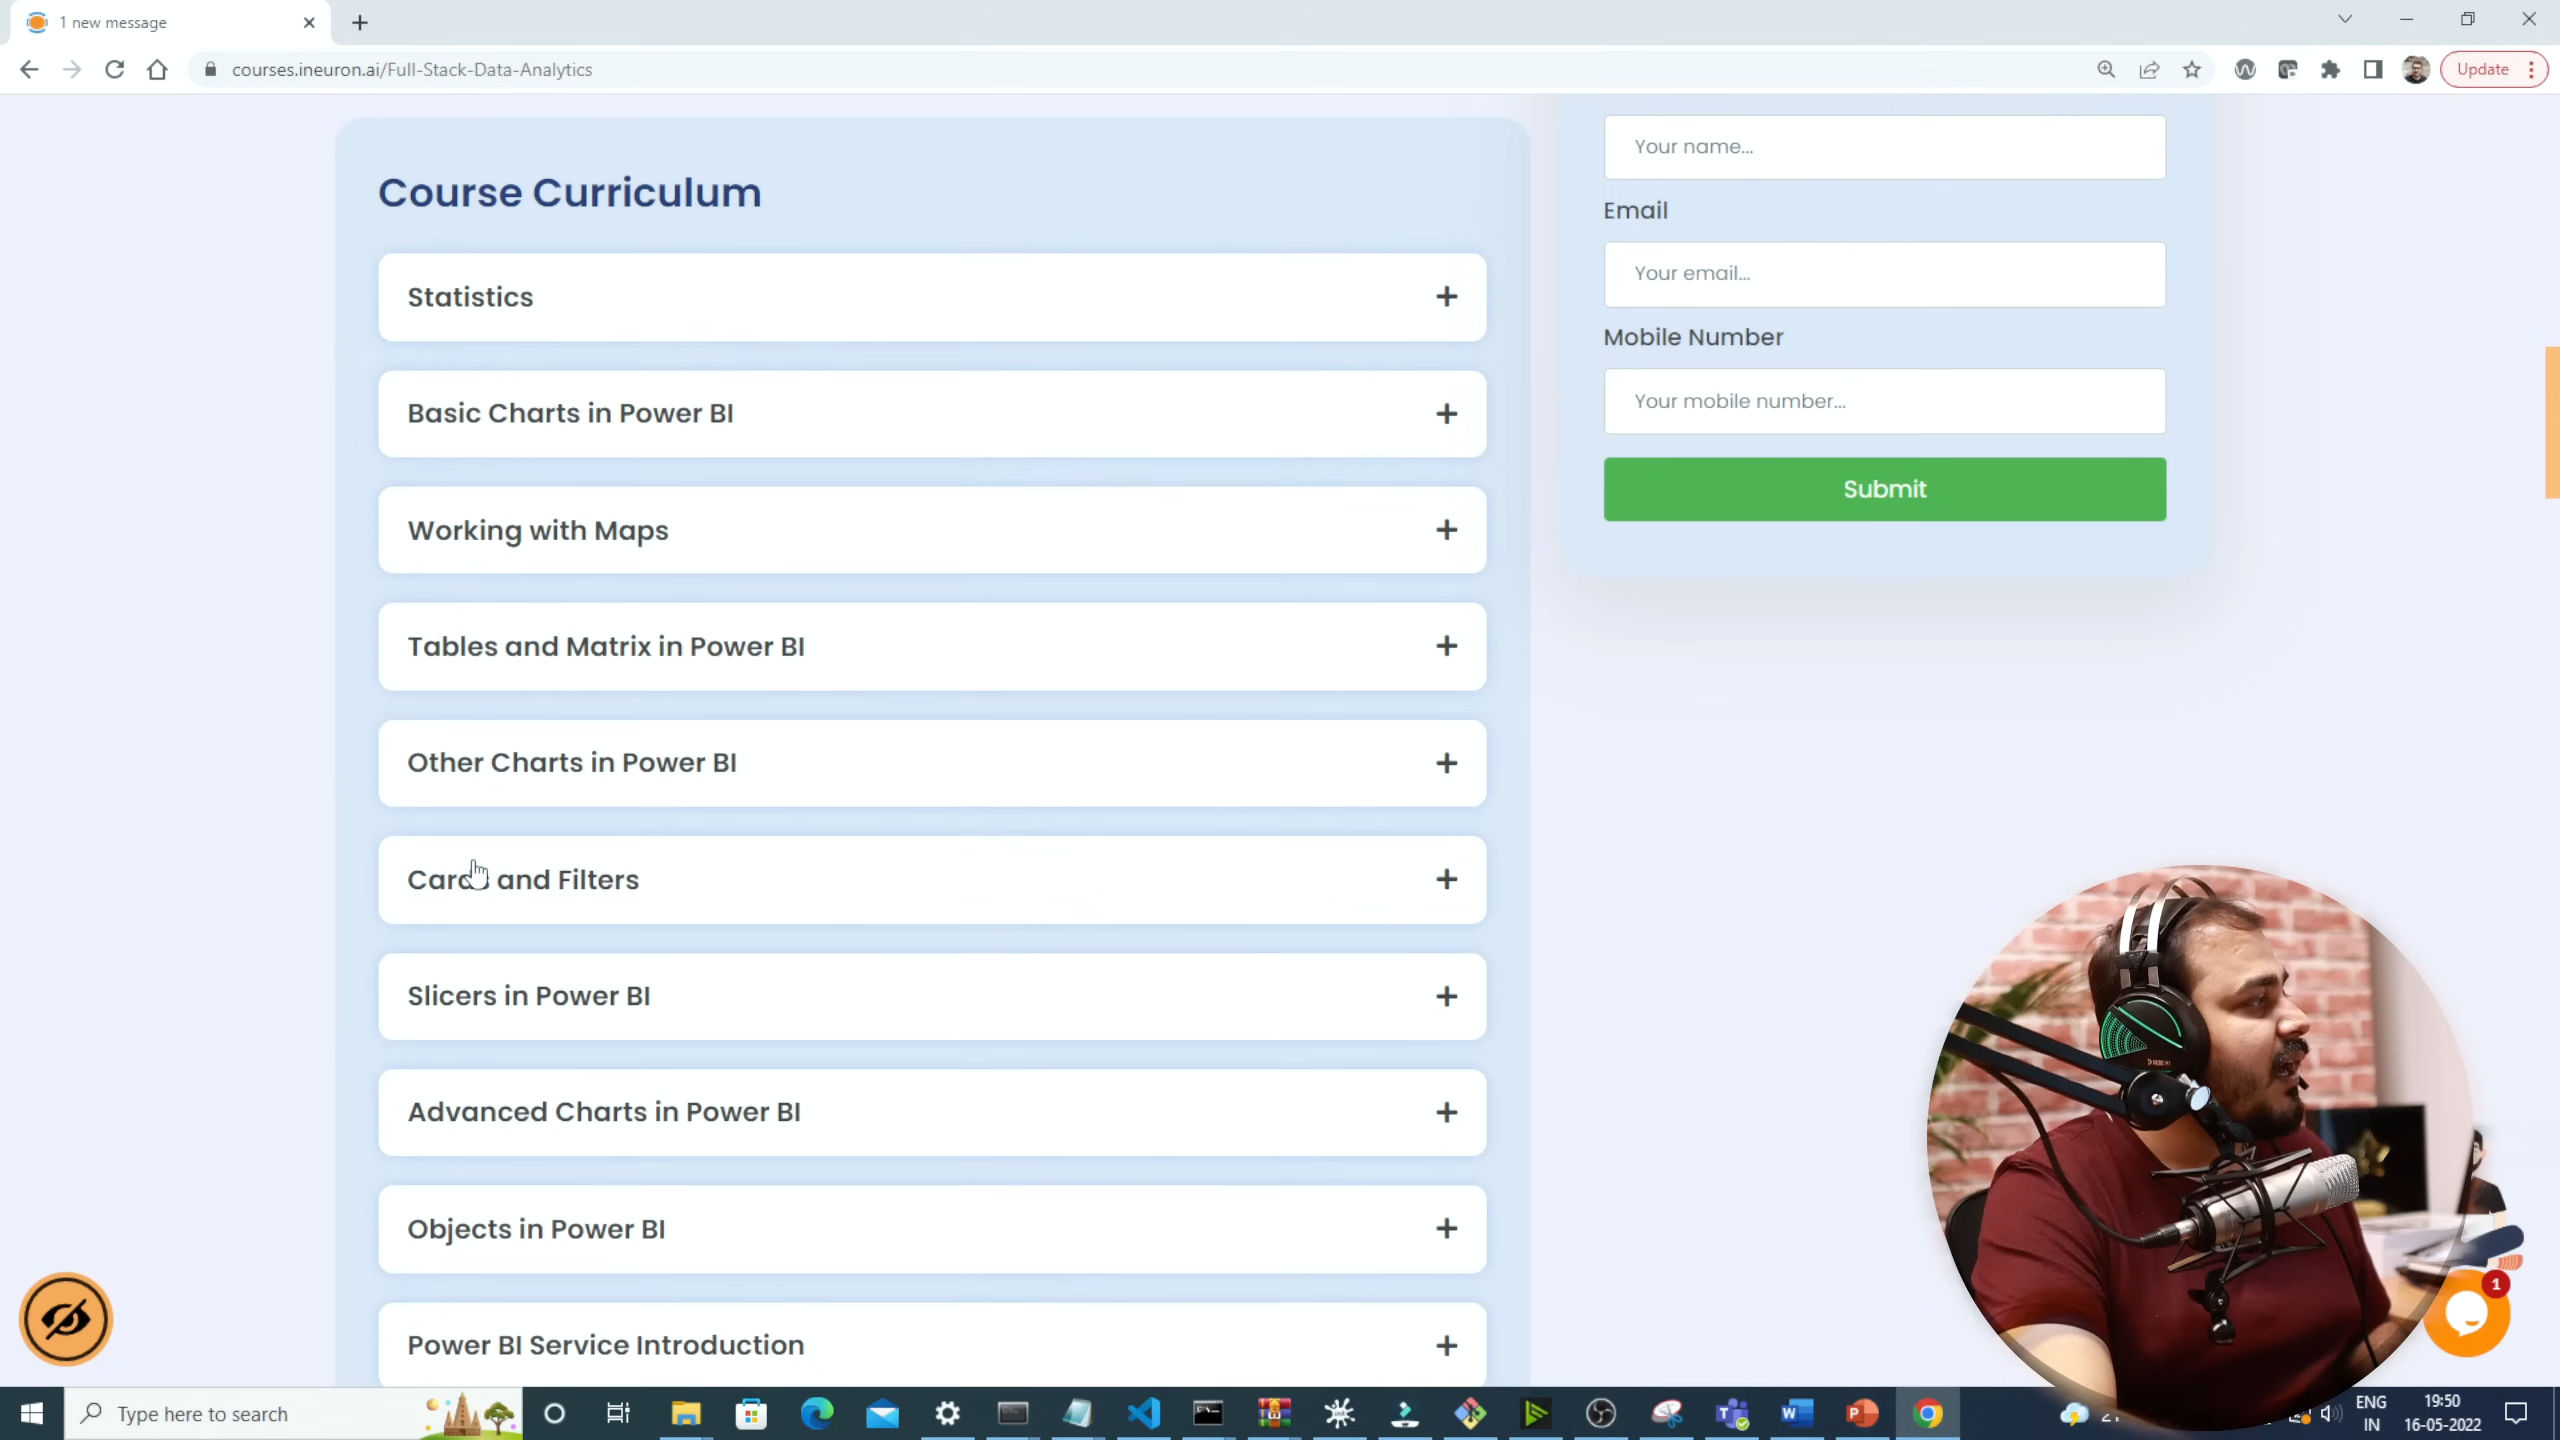 1 new message
courses.ineuron.ai/Full-Stack-Data-Analytics
Update
Course Curriculum
Statistics
Basic Charts in Power BI
Working with Maps
Tables and Matrix in Power BI
Other Charts in Power BI
Cards and Filters
Slicers in Power BI
Advanced Charts in Power BI
Objects in Power BI
Power BI Service Introduction
Your name...
Email
Your email...
Mobile Number
Your mobile number...
Submit
1
Type here to search
ENG
IN
19:50
16-05-2022